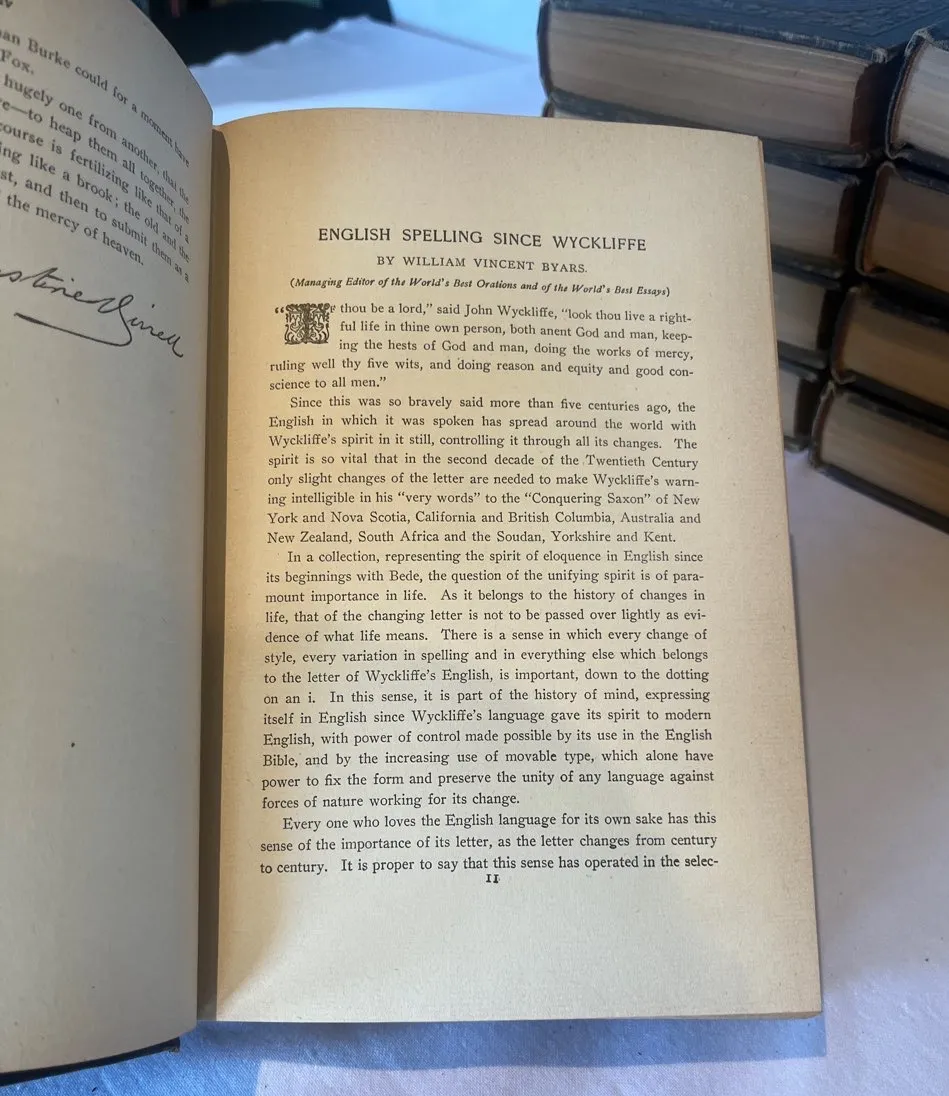 an Burke could for a moment have
Fox.
hugely one from another, that the
e—to heap them all together, the
course is fertilizing like that of a
ing like a brook; the old and the
st, and then to submit them as a
the mercy of heaven.
stine Birrell
ENGLISH SPELLING SINCE WYCKLIFFE
BY WILLIAM VINCENT BYARS.
(Managing Editor of the World's Best Orations and of the World's Best Essays)
"If thou be a lord," said John Wyckliffe, "look thou live a right-
ful life in thine own person, both anent God and man, keep-
ing the hests of God and man, doing the works of mercy,
ruling well thy five wits, and doing reason and equity and good con-
science to all men."
Since this was so bravely said more than five centuries ago, the
English in which it was spoken has spread around the world with
Wyckliffe's spirit in it still, controlling it through all its changes. The
spirit is so vital that in the second decade of the Twentieth Century
only slight changes of the letter are needed to make Wyckliffe's warn-
ing intelligible in his "very words" to the "Conquering Saxon" of New
York and Nova Scotia, California and British Columbia, Australia and
New Zealand, South Africa and the Soudan, Yorkshire and Kent.
In a collection, representing the spirit of eloquence in English since
its beginnings with Bede, the question of the unifying spirit is of para-
mount importance in life. As it belongs to the history of changes in
life, that of the changing letter is not to be passed over lightly as evi-
dence of what life means. There is a sense in which every change of
style, every variation in spelling and in everything else which belongs
to the letter of Wyckliffe's English, is important, down to the dotting
on an i. In this sense, it is part of the history of mind, expressing
itself in English since Wyckliffe's language gave its spirit to modern
English, with power of control made possible by its use in the English
Bible, and by the increasing use of movable type, which alone have
power to fix the form and preserve the unity of any language against
forces of nature working for its change.
Every one who loves the English language for its own sake has this
sense of the importance of its letter, as the letter changes from century
to century. It is proper to say that this sense has operated in the selec-
II